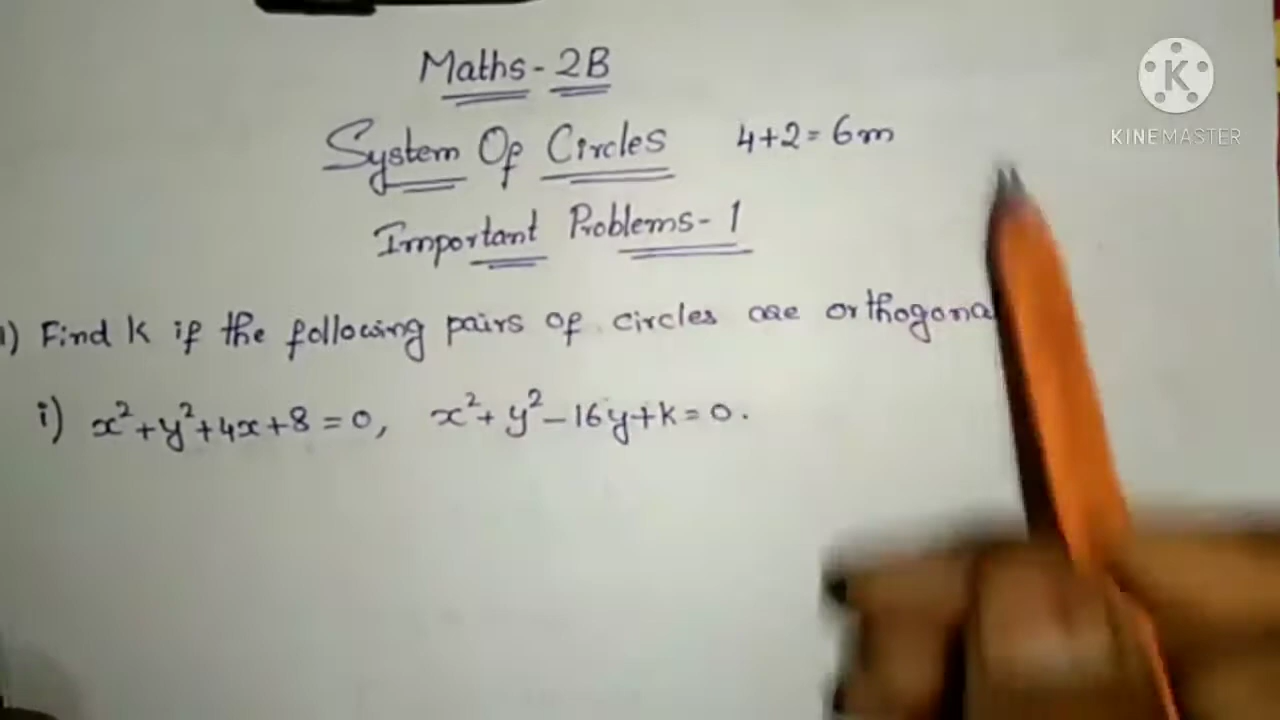 Maths - 2B
System Of Circles 4+2=6m
Important Problems - 1
1) Find k if the following pairs of circles are orthogonal
i) x²+y²+4x+8=0, x²+y²-16y+k=0.
KINEMASTER